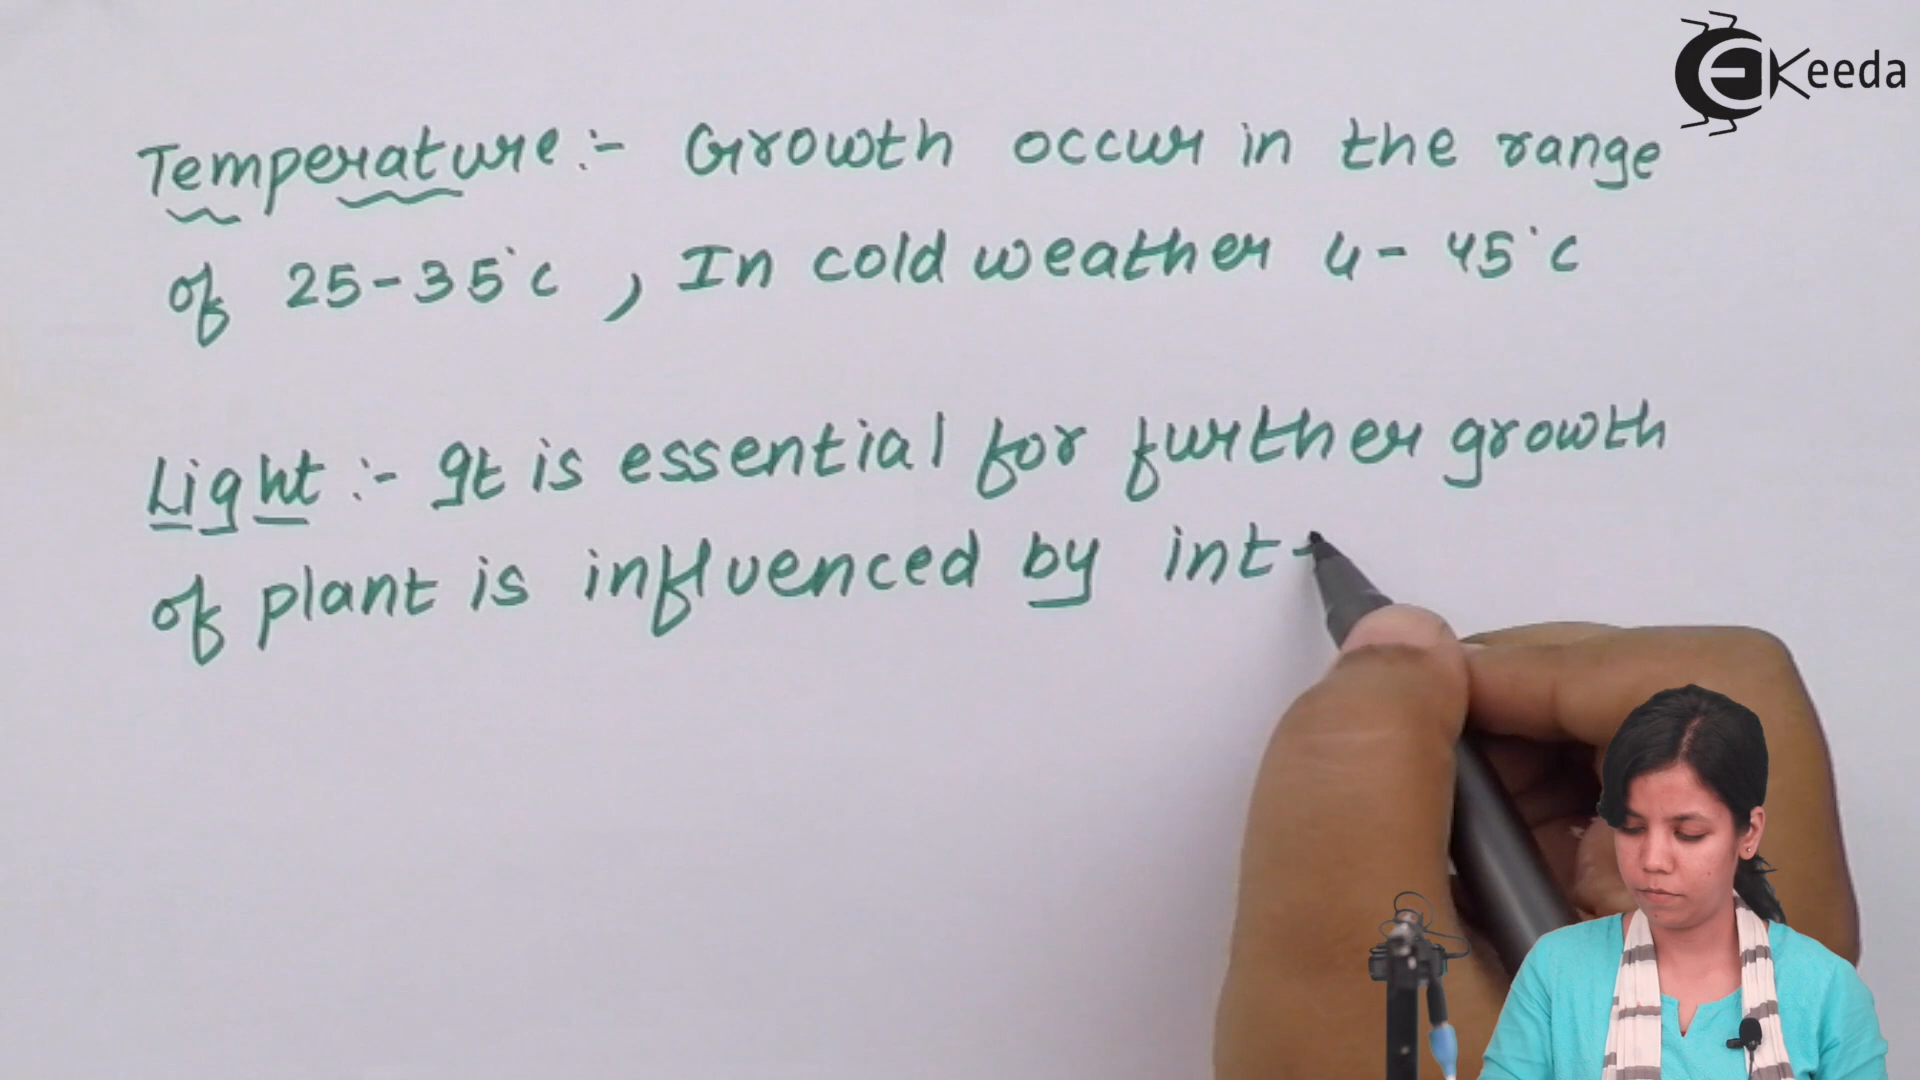 EKeeda
Temperature :- Growth occur in the range
of 25-35°c , In cold weather 4-45°c
Light :- It is essential for further growth
of plant is influenced by int